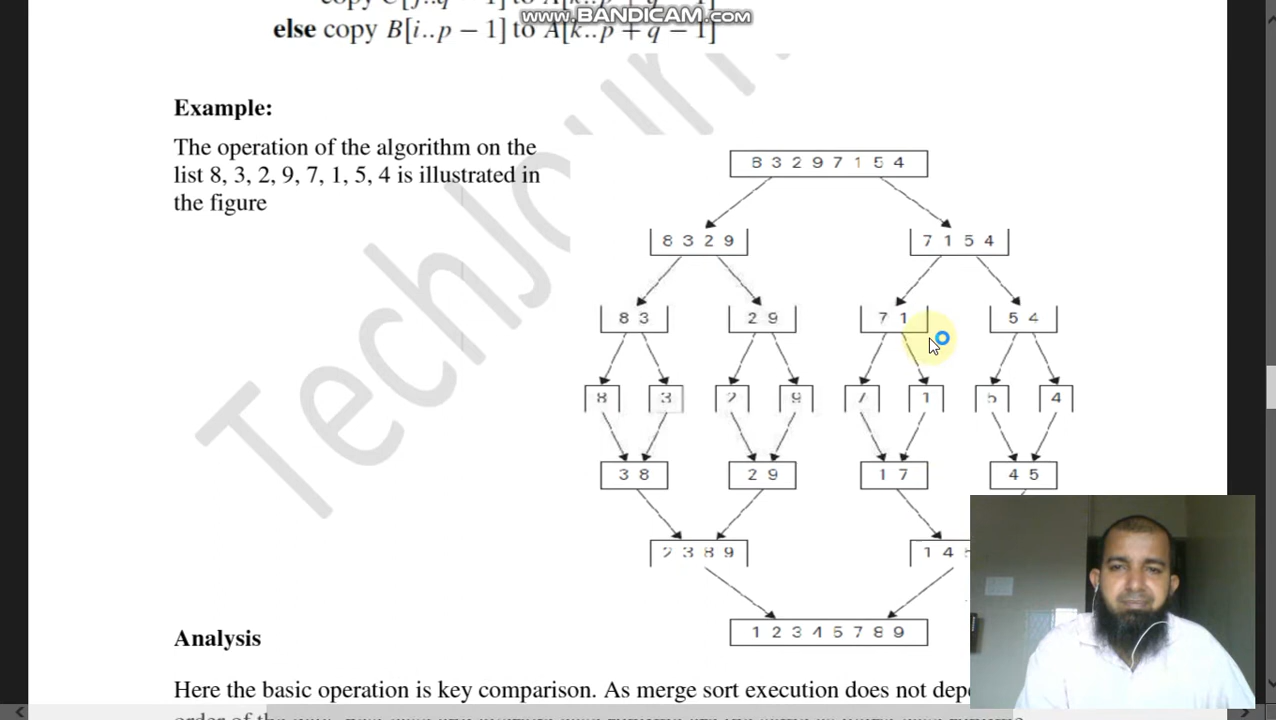 www.BANDICAM.com
else copy B[i..p − 1] to A[k..p + q − 1]
Example:
The operation of the algorithm on the
list 8, 3, 2, 9, 7, 1, 5, 4 is illustrated in
the figure
8 3 2 9 7 1 5 4
8 3 2 9
7 1 5 4
8 3
2 9
7 1
5 4
8
3
2
9
7
1
5
4
3 8
2 9
1 7
4 5
2 3 8 9
1 4
1 2 3 4 5 7 8 9
Analysis
Here the basic operation is key comparison. As merge sort execution does not